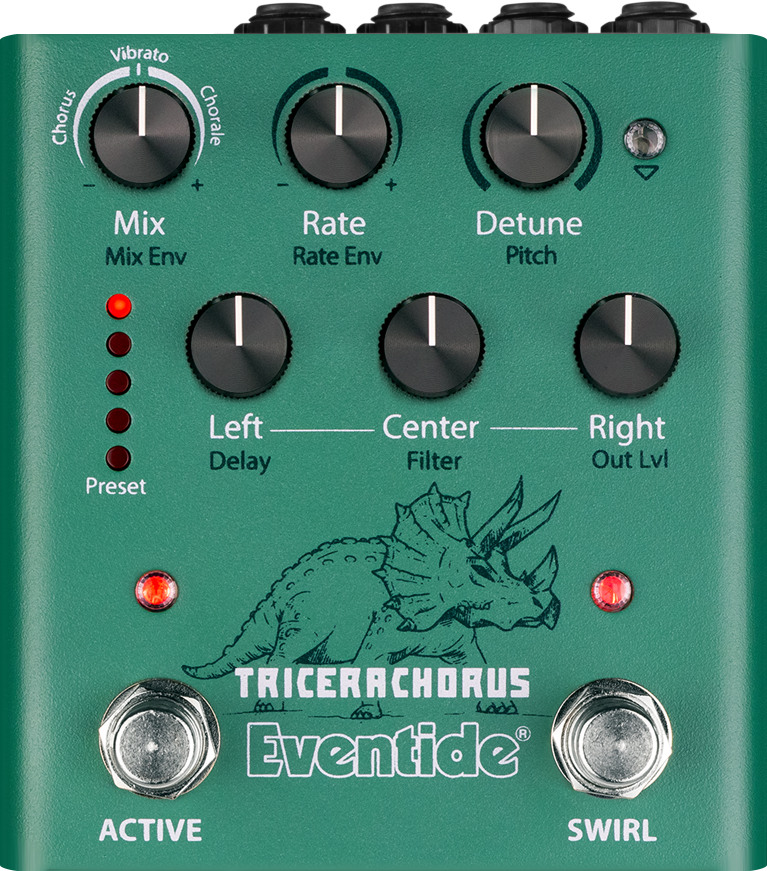 Vibrato
Chorus
Chorale
- + - +
Mix Rate Detune
Mix Env Rate Env Pitch
Left Center Right
Delay Filter Out Lvl
Preset
TRICERACHORUS
Eventide®
ACTIVE SWIRL